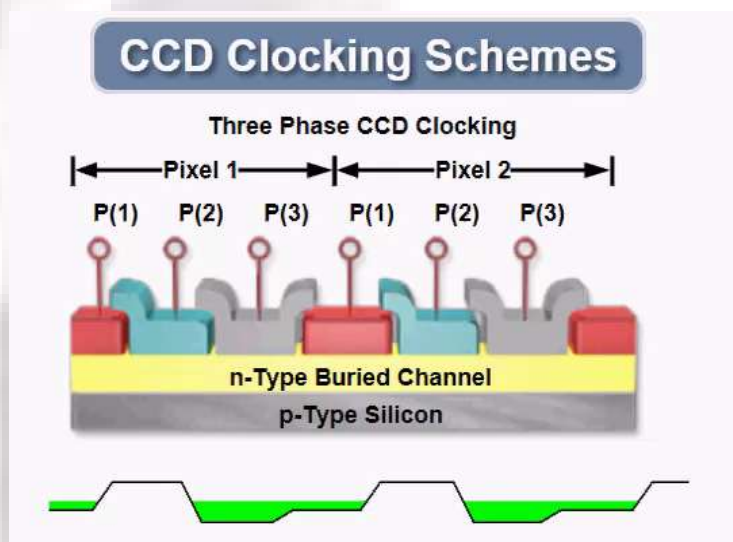 CCD Clocking Schemes
Three Phase CCD Clocking
Pixel 1 Pixel 2
P(1) P(2) P(3) P(1) P(2) P(3)
n-Type Buried Channel
p-Type Silicon